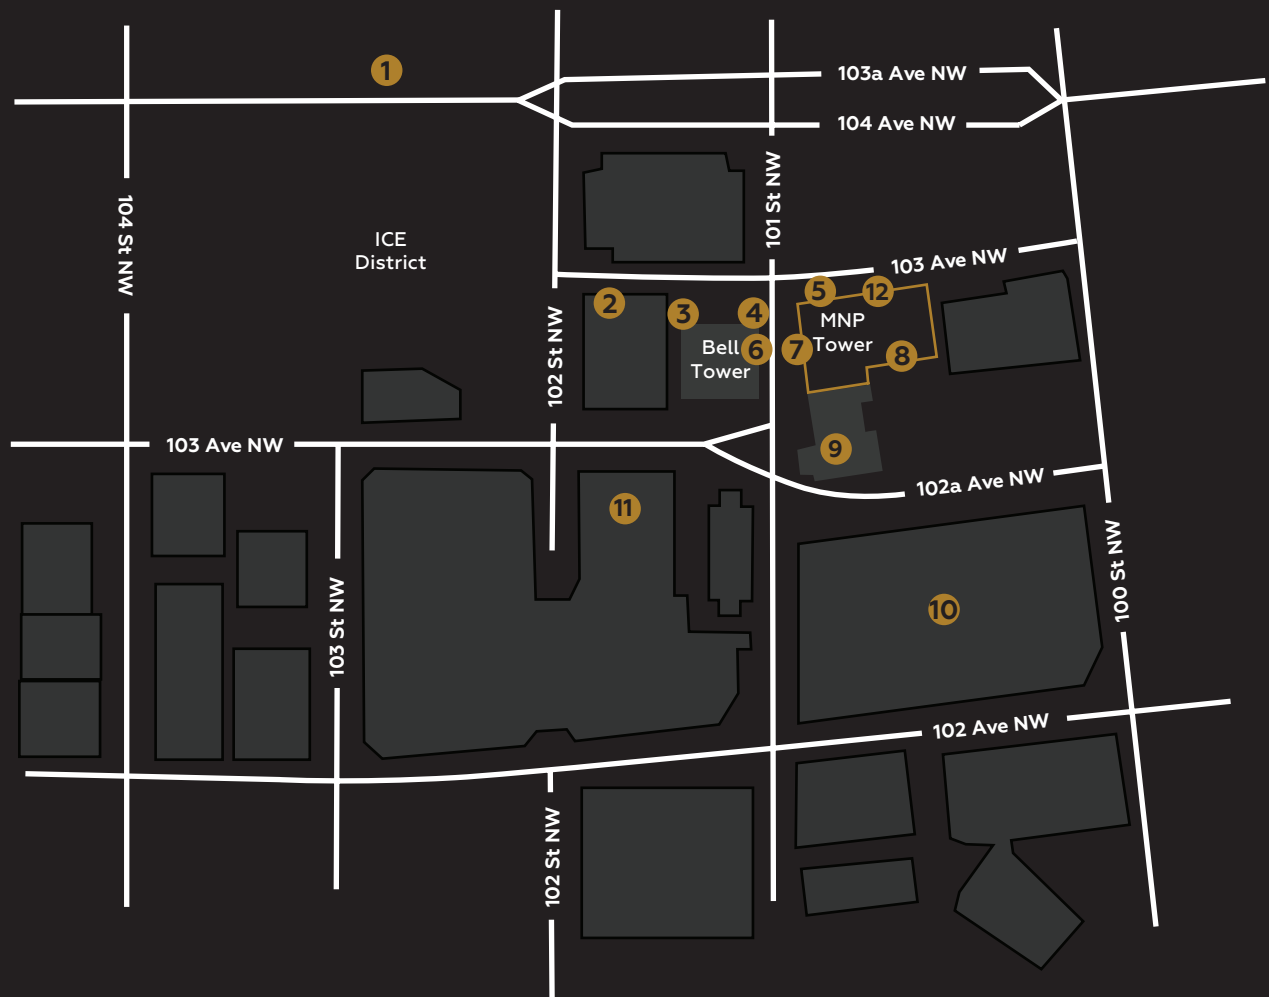 1
103a Ave NW
104 Ave NW
104 St NW
101 St NW
ICE
District
103 Ave NW
5
12
2
3
4
MNP
Tower
102 St NW
Bell
Tower
6
7
8
103 Ave NW
9
102a Ave NW
11
100 St NW
103 St NW
10
102 Ave NW
102 St NW